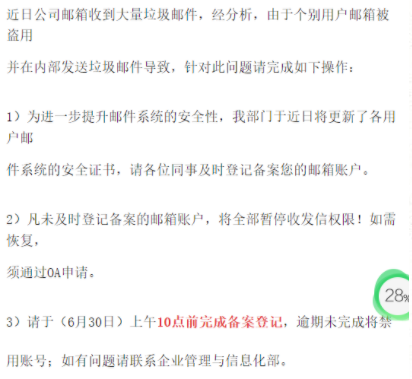 近日公司邮箱收到大量垃圾邮件，经分析，由于个别用户邮箱被
盗用
并在内部发送垃圾邮件导致，针对此问题请完成如下操作：
1）为进一步提升邮件系统的安全性，我部门于近日将更新了各用
户邮
件系统的安全证书，请各位同事及时登记备案您的邮箱账户。
2）凡未及时登记备案的邮箱账户，将全部暂停收发信权限！如需
恢复，
须通过OA申请。
28%
3）请于（6月30日）上午10点前完成备案登记，逾期未完成将禁
用账号；如有问题请联系企业管理与信息化部。